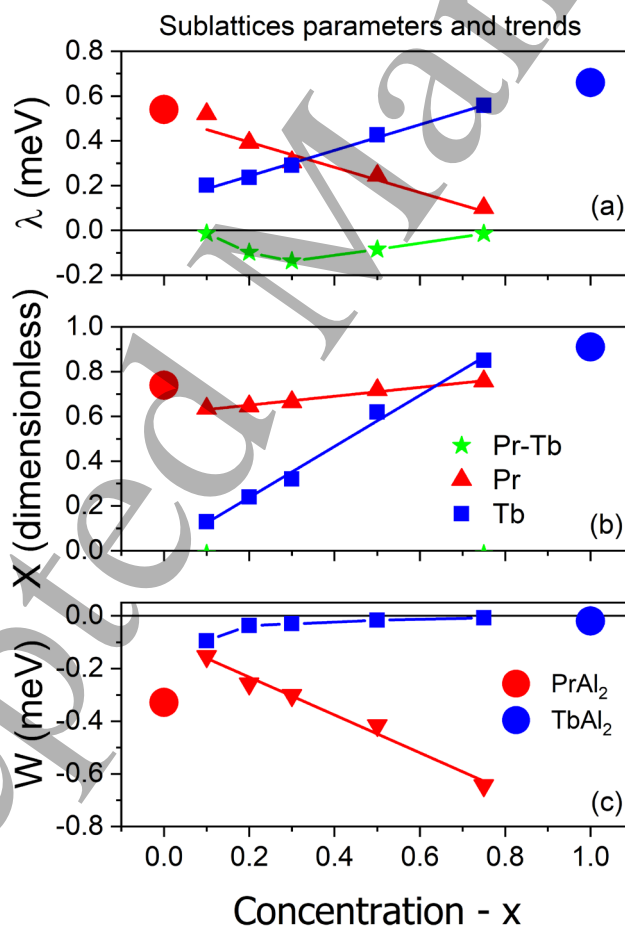 Sublattices parameters and trends
0.8
0.6
0.4
0.2
0.0
-0.2
λ (meV)
(a)
1.0
0.8
0.6
0.4
0.2
0.0
X (dimensionless)
Pr-Tb
Pr
Tb
(b)
0.0
-0.2
-0.4
-0.6
-0.8
W (meV)
PrAl₂
TbAl₂
(c)
0.0 0.2 0.4 0.6 0.8 1.0
Concentration - x
pted Man